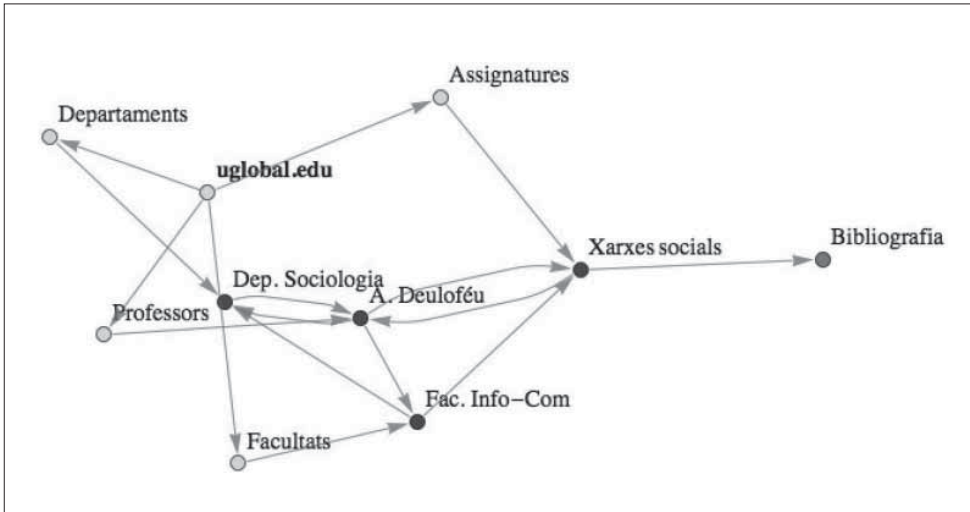 Assignatures
Departaments
uglobal.edu
Bibliografia
Xarxes socials
Dep. Sociologia
A. Deuloféu
Professors
Fac. Info-Com
Facultats